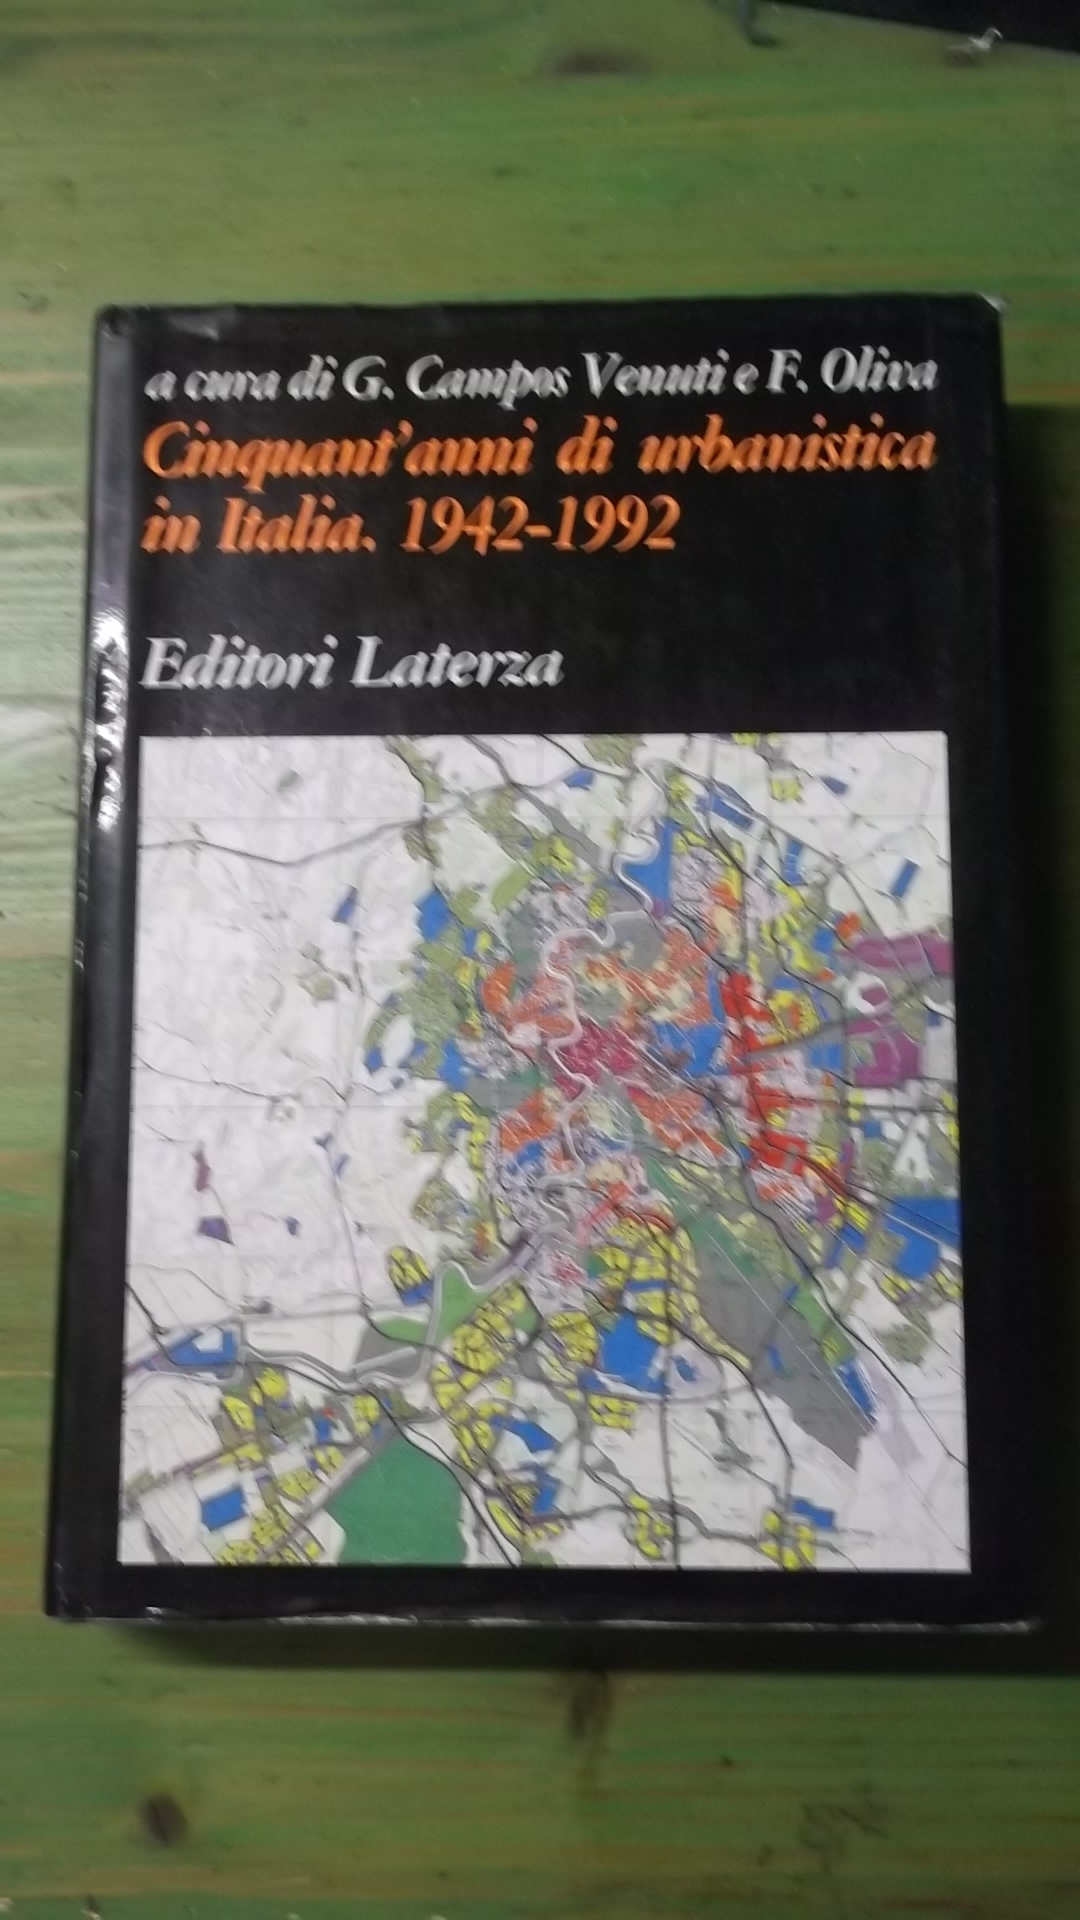 a cura di G. Campos Venuti e F. Oliva
Cinquant'anni di urbanistica
in Italia. 1942-1992
Editori Laterza